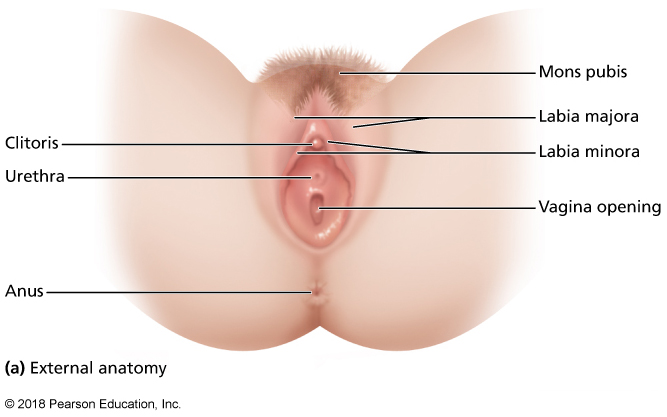 Mons pubis
Labia majora
Clitoris
Labia minora
Urethra
Vagina opening
Anus
(a) External anatomy
© 2018 Pearson Education, Inc.